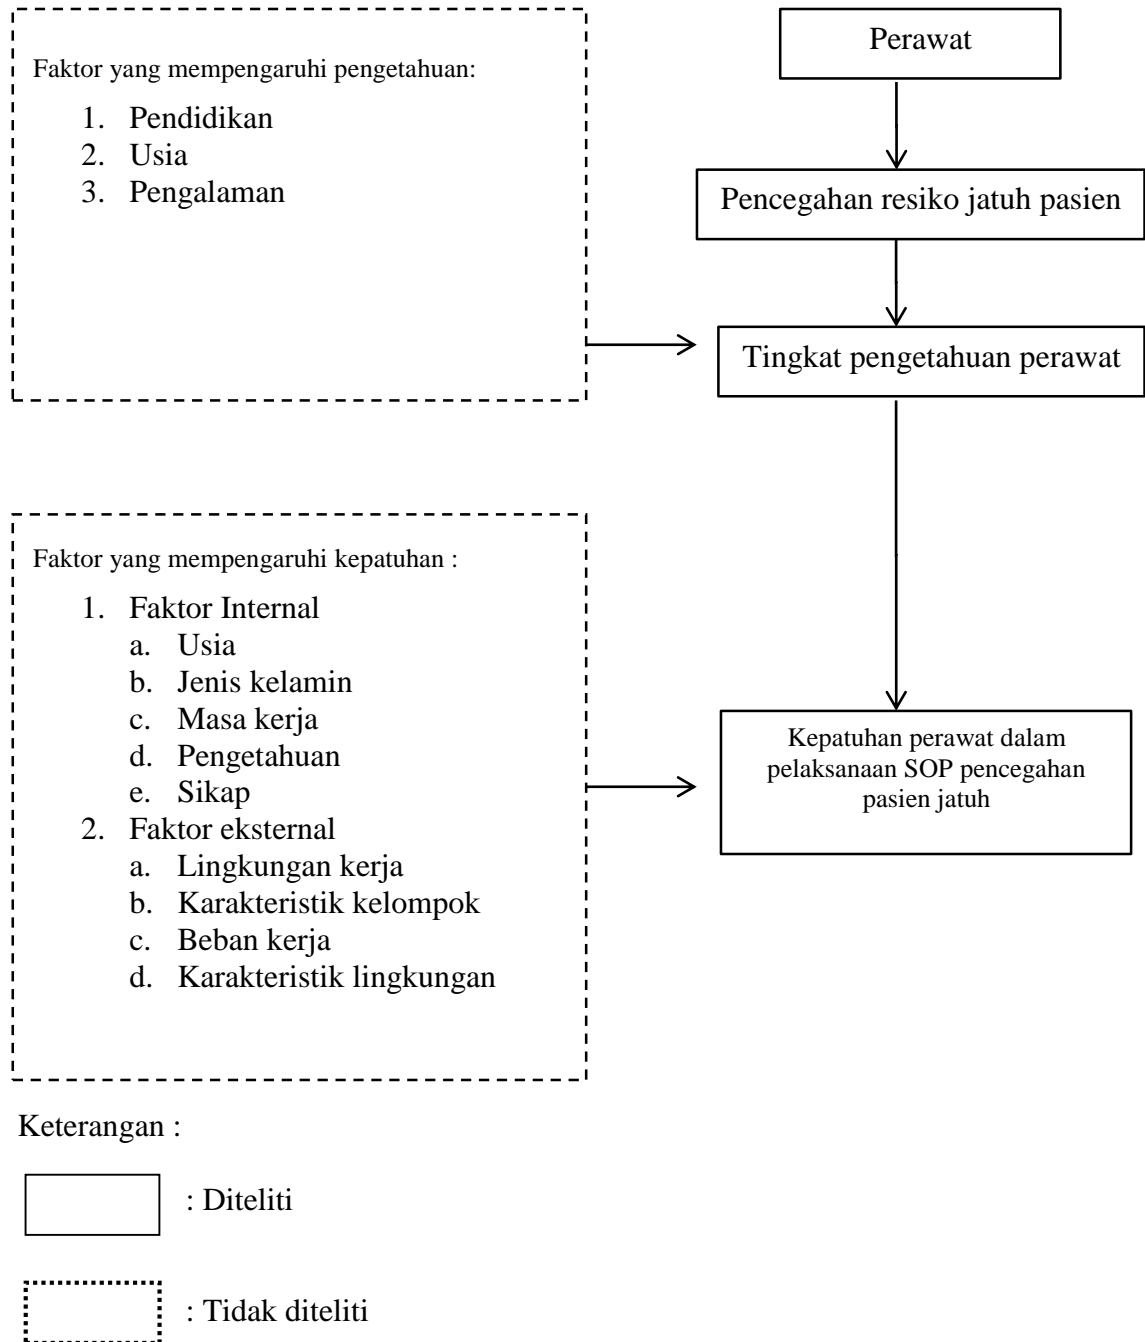 Faktor yang mempengaruhi pengetahuan:
1. Pendidikan
2. Usia
3. Pengalaman
Perawat
Pencegahan resiko jatuh pasien
Tingkat pengetahuan perawat
Faktor yang mempengaruhi kepatuhan :
1. Faktor Internal
a. Usia
b. Jenis kelamin
c. Masa kerja
d. Pengetahuan
e. Sikap
2. Faktor eksternal
a. Lingkungan kerja
b. Karakteristik kelompok
c. Beban kerja
d. Karakteristik lingkungan
Kepatuhan perawat dalam
pelaksanaan SOP pencegahan
pasien jatuh
Keterangan :
: Diteliti
: Tidak diteliti